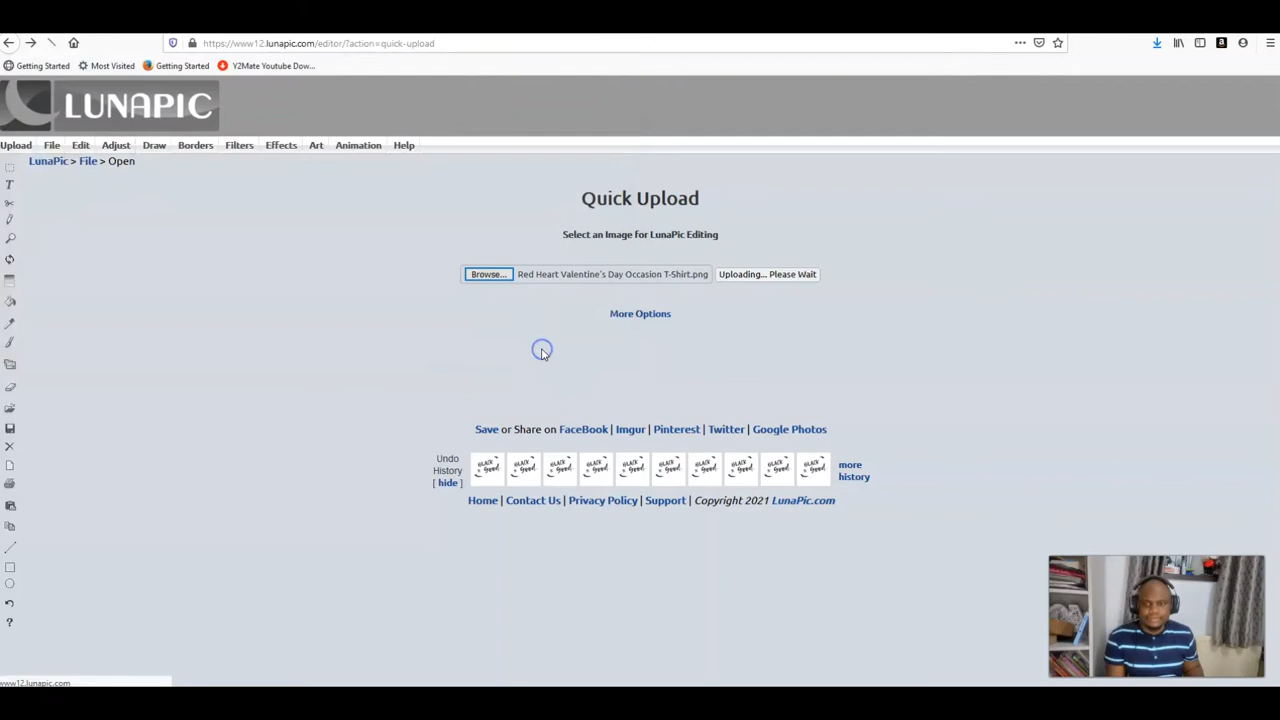 https://www12.lunapic.com/editor/?action=quick-upload
Getting Started Most Visited Getting Started Y2Mate Youtube Dow...
LUNAPIC
Upload File Edit Adjust Draw Borders Filters Effects Art Animation Help
LunaPic > File > Open
Quick Upload
Select an Image for LunaPic Editing
Browse... Red Heart Valentine's Day Occasion T-Shirt.png Uploading... Please Wait
More Options
Save or Share on FaceBook | Imgur | Pinterest | Twitter | Google Photos
Undo
History
[ hide ]
more
history
Home | Contact Us | Privacy Policy | Support | Copyright 2021 LunaPic.com
www12.lunapic.com